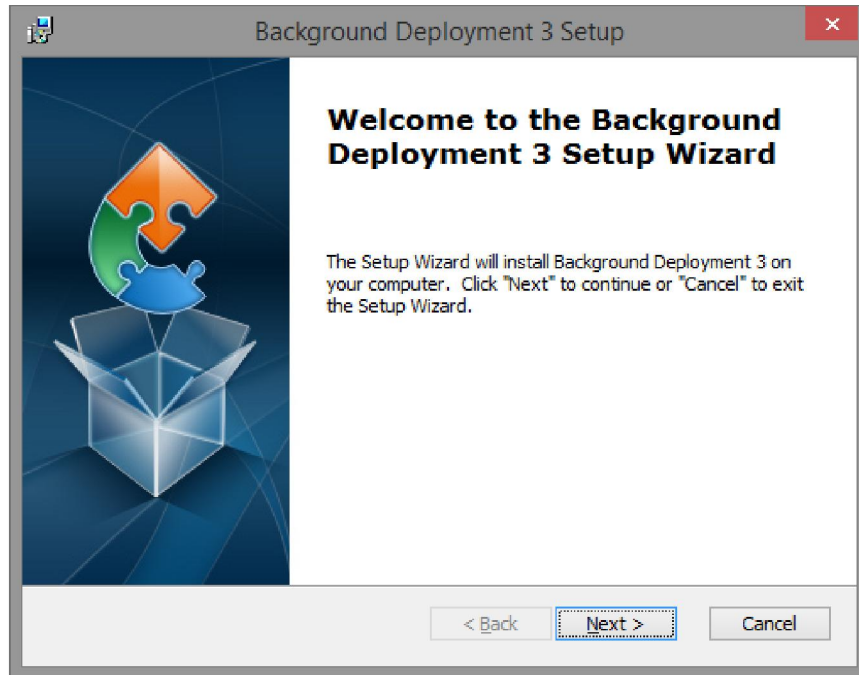 Background Deployment 3 Setup
Welcome to the Background
Deployment 3 Setup Wizard
The Setup Wizard will install Background Deployment 3 on
your computer. Click "Next" to continue or "Cancel" to exit
the Setup Wizard.
< Back Next > Cancel